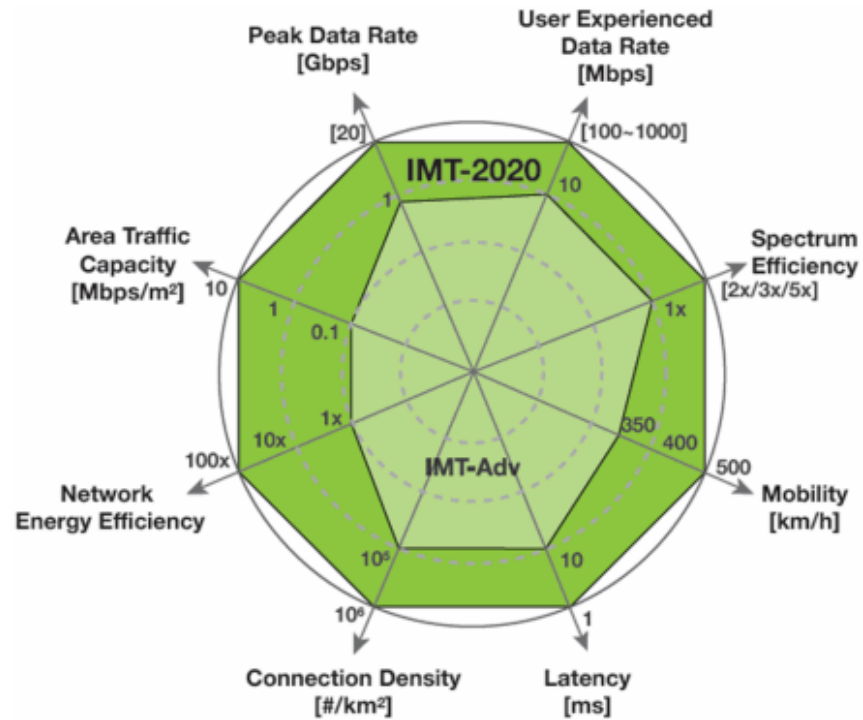 Peak Data Rate
[Gbps]
User Experienced
Data Rate
[Mbps]
[20]
[100~1000]
IMT-2020
1
10
Area Traffic
Capacity
[Mbps/m²]
Spectrum
Efficiency
[2x/3x/5x]
10
1
0.1
1x
1x
10x
100x
350
400
500
IMT-Adv
Network
Energy Efficiency
Mobility
[km/h]
10⁵
10
10⁶
1
Connection Density
[#/km²]
Latency
[ms]